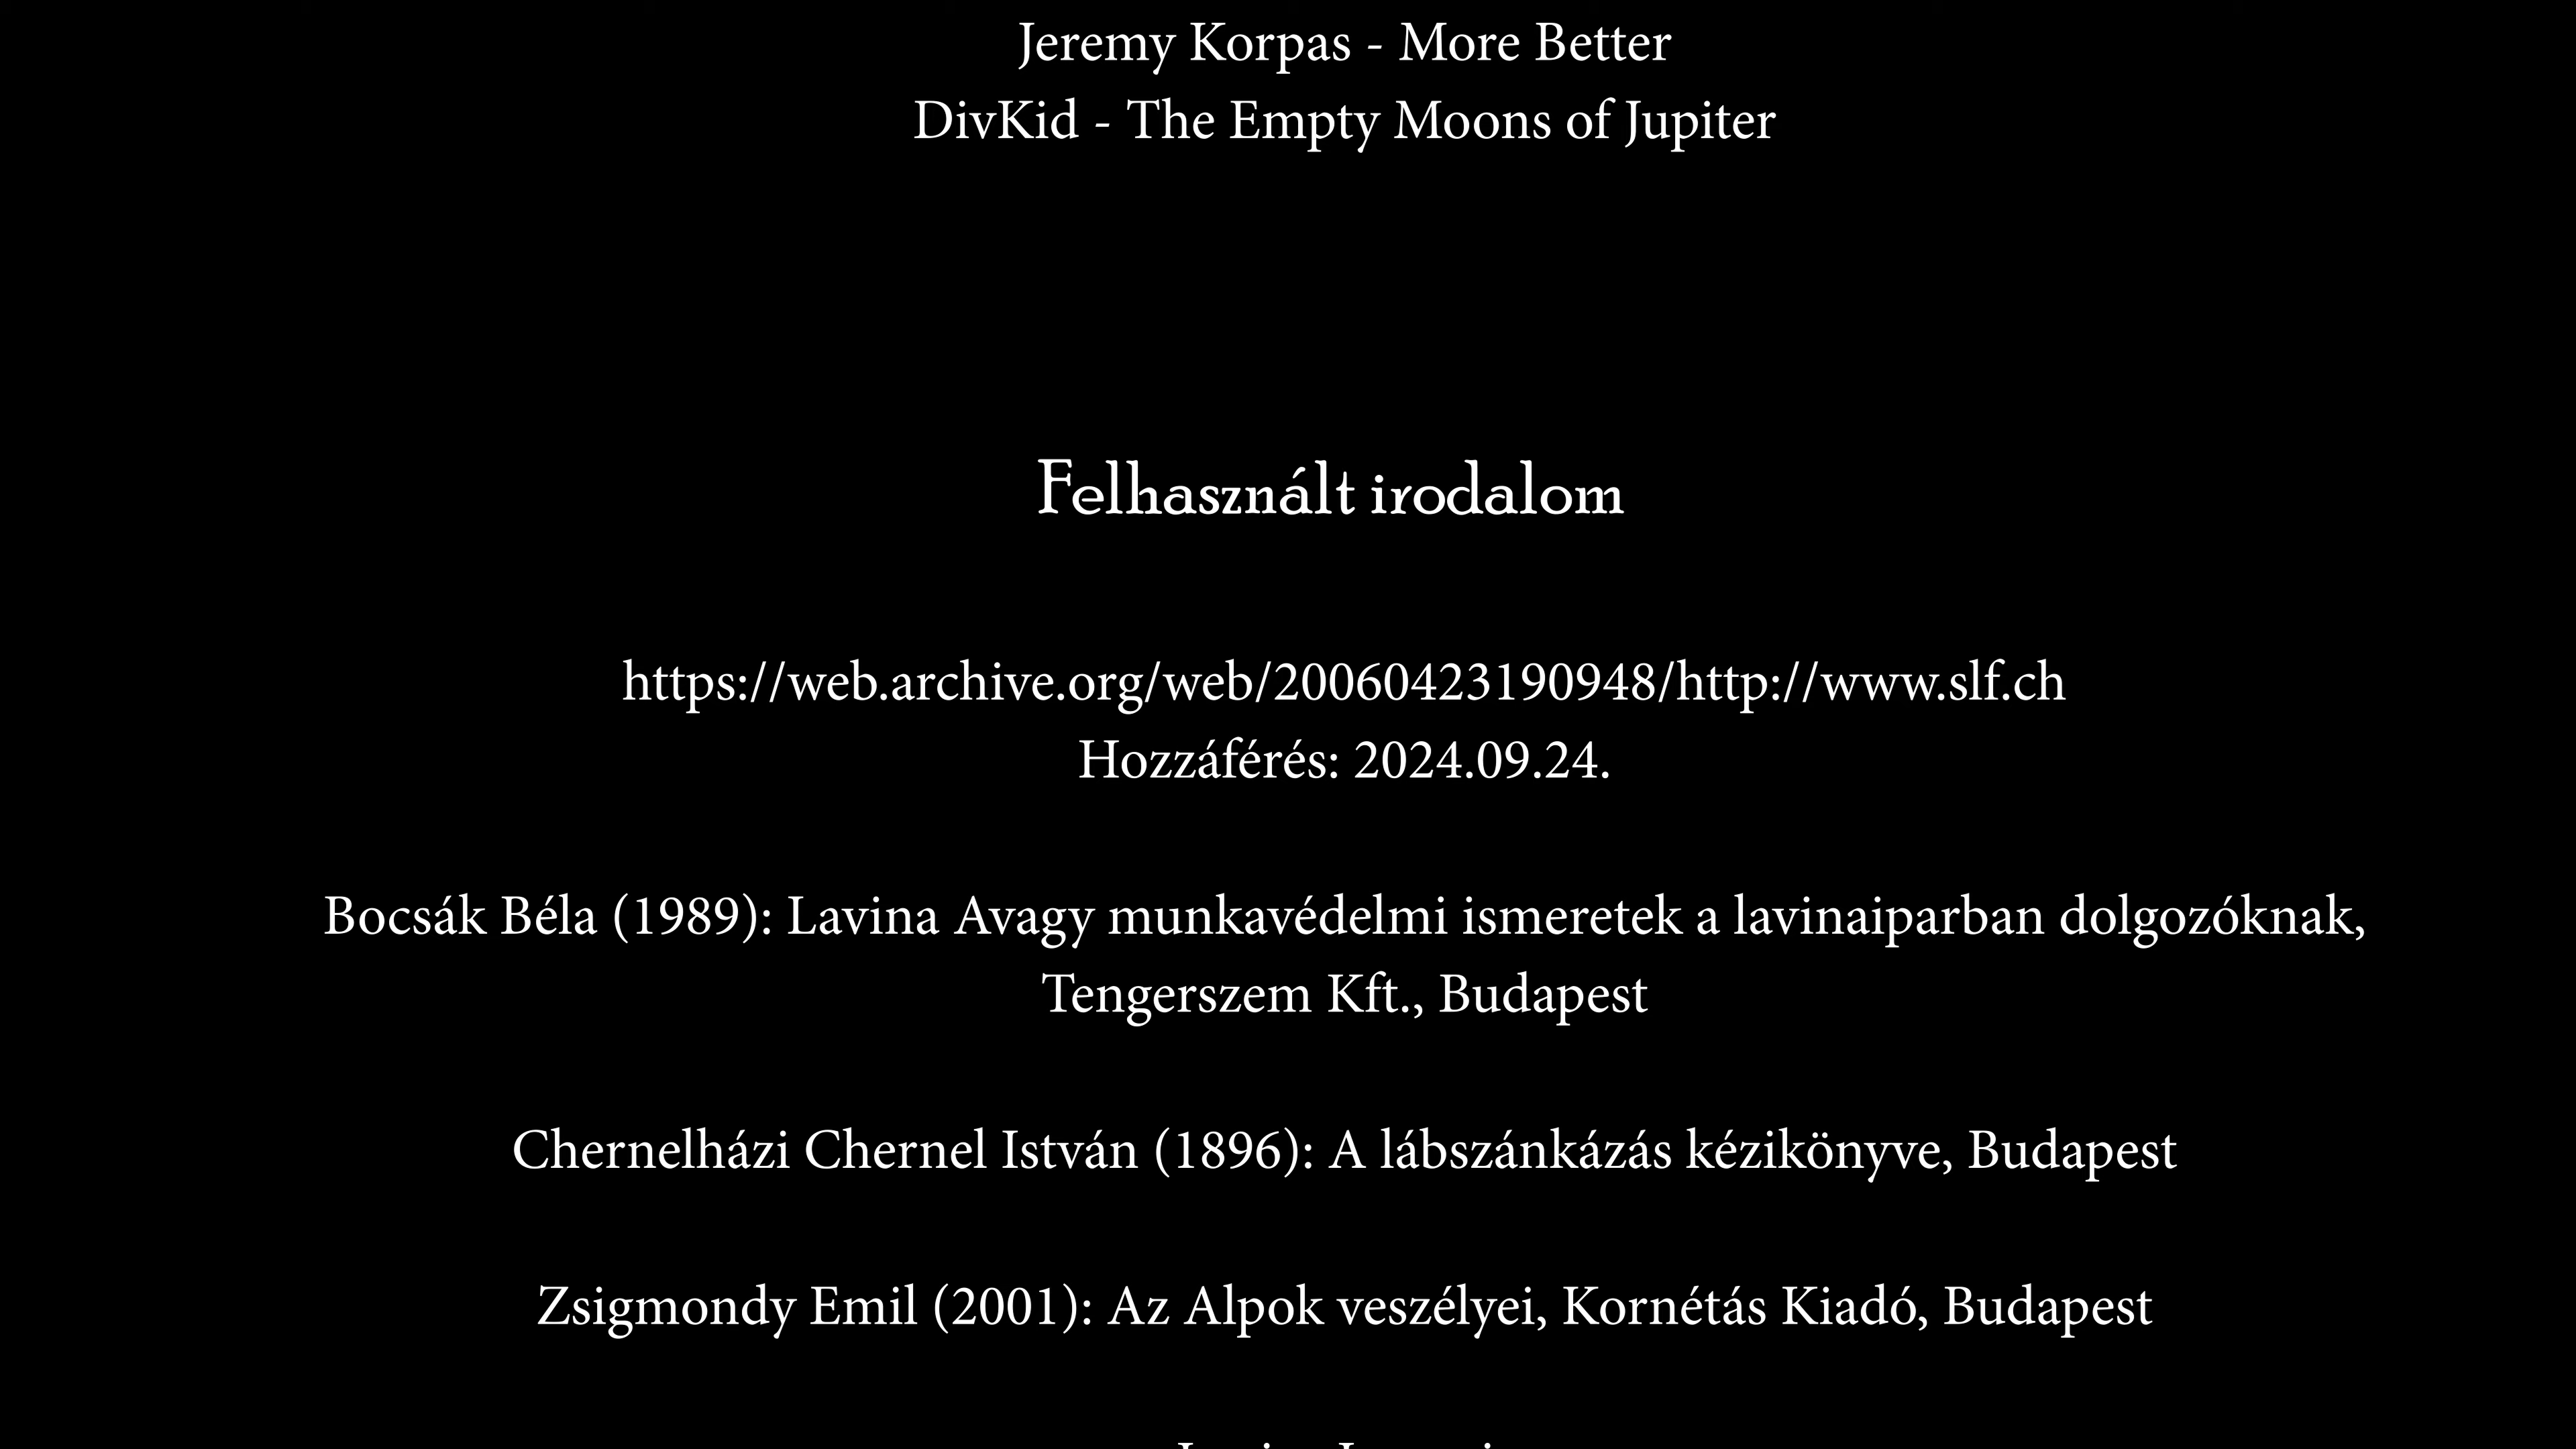 Jeremy Korpas - More Better
DivKid - The Empty Moons of Jupiter
Felhasznált irodalom
https://web.archive.org/web/20060423190948/http://www.slf.ch
Hozzáférés: 2024.09.24.
Bocsák Béla (1989): Lavina Avagy munkavédelmi ismeretek a lavinaiparban dolgozóknak,
Tengerszem Kft., Budapest
Chernelházi Chernel István (1896): A lábszánkázás kézikönyve, Budapest
Zsigmondy Emil (2001): Az Alpok veszélyei, Kornétás Kiadó, Budapest